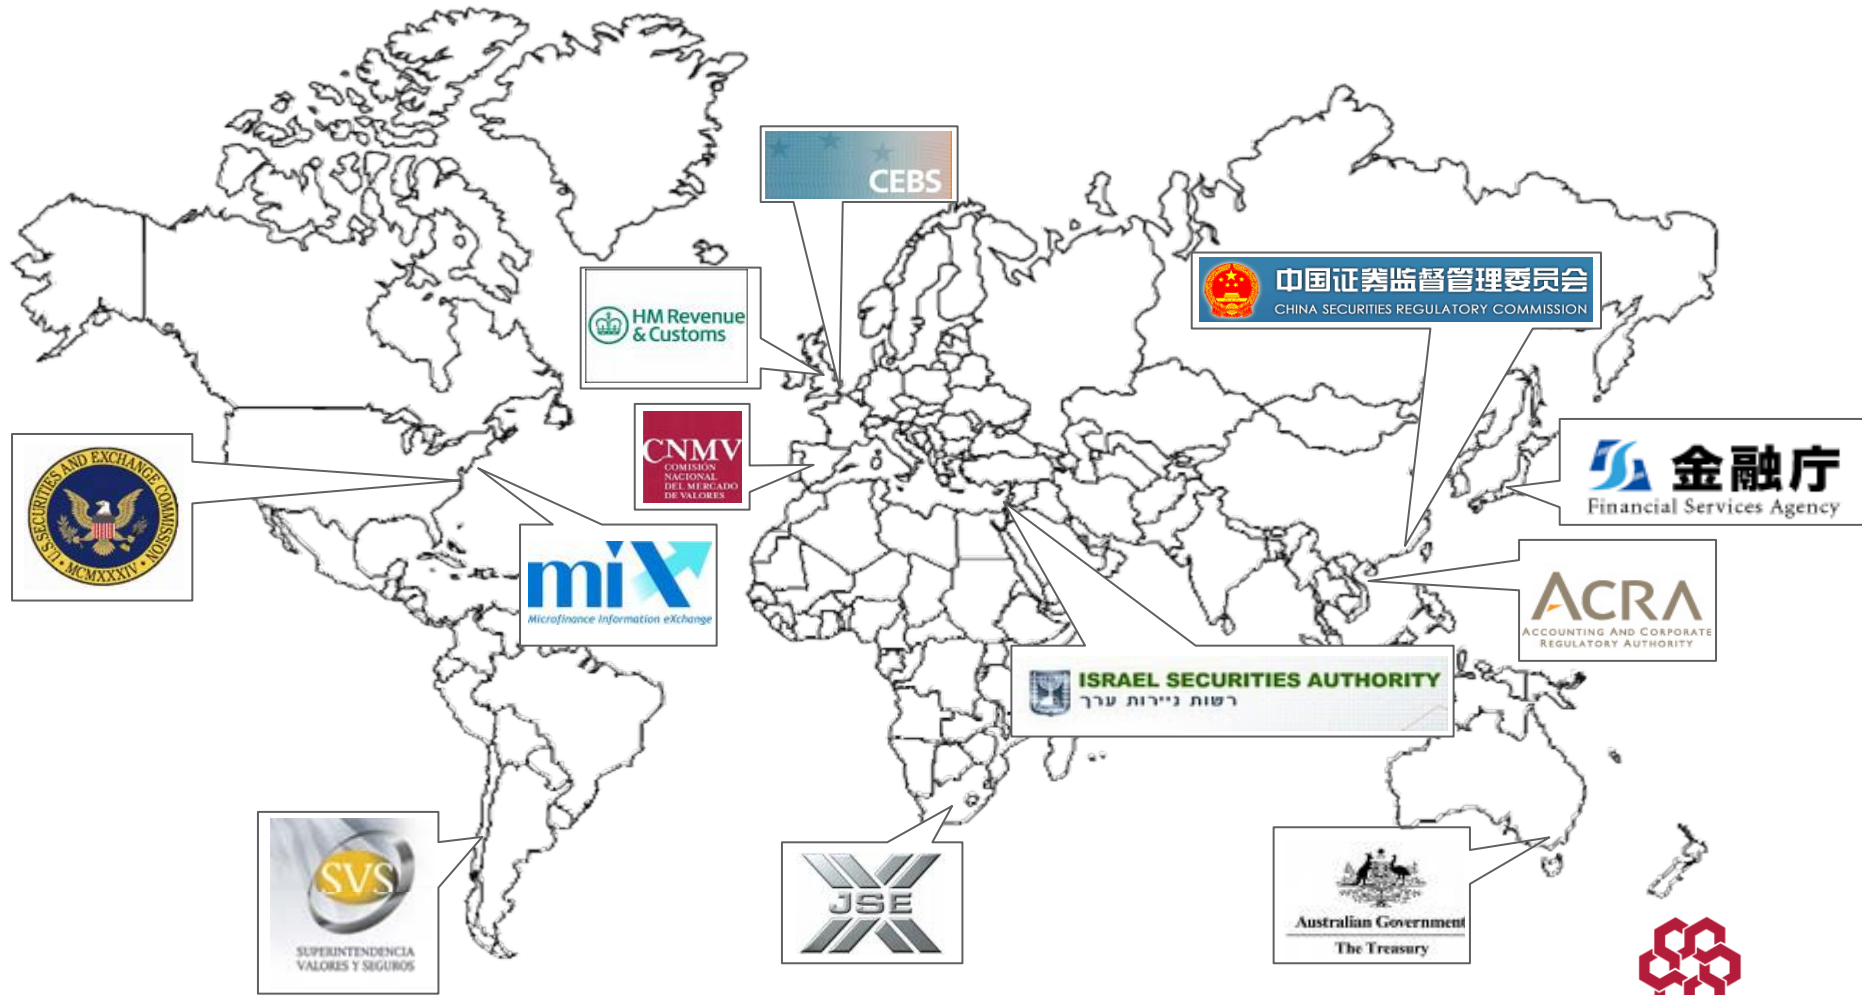 CEBS
HM Revenue
& Customs
中国证券监督管理委员会
CHINA SECURITIES REGULATORY COMMISSION
CNMV
COMISIÓN
NACIONAL
DEL MERCADO
DE VALORES
U.S. SECURITIES AND EXCHANGE COMMISSION
MCMXXXIV
金融庁
Financial Services Agency
miX
Microfinance Information eXchange
ACRA
ACCOUNTING AND CORPORATE
REGULATORY AUTHORITY
ISRAEL SECURITIES AUTHORITY
רשות ניירות ערך
SVS
SUPERINTENDENCIA
VALORES Y SEGUROS
JSE
Australian Government
The Treasury